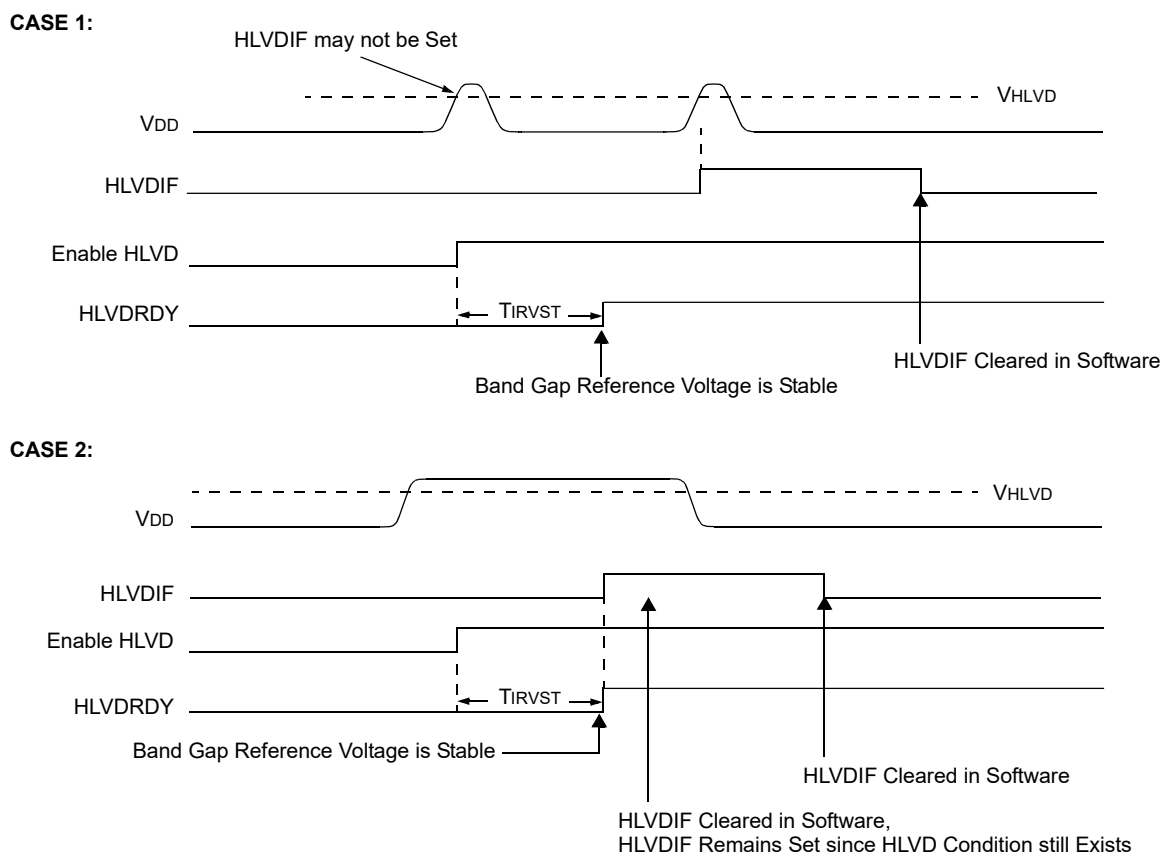 CASE 1:
HLVDIF may not be Set
VHLVD
VDD
HLVDIF
Enable HLVD
TIRVST
HLVDRDY
HLVDIF Cleared in Software
Band Gap Reference Voltage is Stable
CASE 2:
VHLVD
VDD
HLVDIF
Enable HLVD
TIRVST
HLVDRDY
Band Gap Reference Voltage is Stable
HLVDIF Cleared in Software
HLVDIF Cleared in Software,
HLVDIF Remains Set since HLVD Condition still Exists